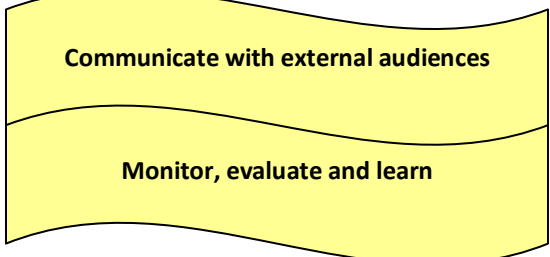 Communicate with external audiences
Monitor, evaluate and learn